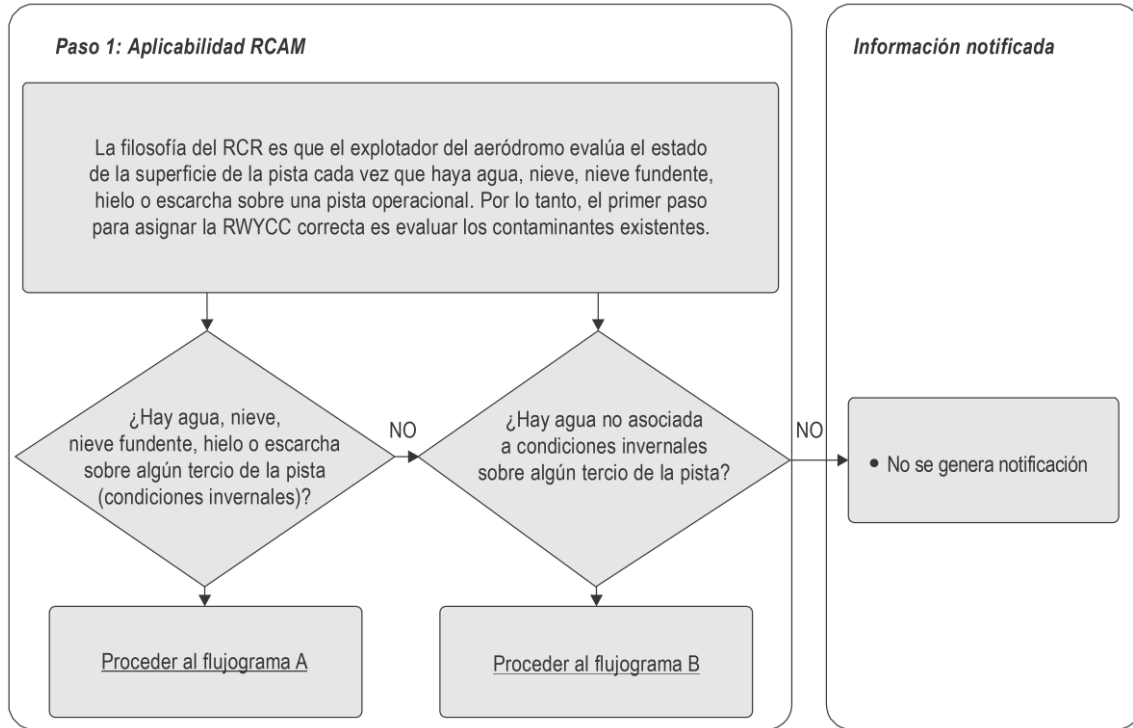 Paso 1: Aplicabilidad RCAM
La filosofía del RCR es que el explotador del aeródromo evalúa el estado
de la superficie de la pista cada vez que haya agua, nieve, nieve fundente,
hielo o escarcha sobre una pista operacional. Por lo tanto, el primer paso
para asignar la RWYCC correcta es evaluar los contaminantes existentes.
¿Hay agua, nieve,
nieve fundente, hielo o escarcha
sobre algún tercio de la pista
(condiciones invernales)?
NO
¿Hay agua no asociada
a condiciones invernales
sobre algún tercio de la pista?
NO
Proceder al flujograma A
Proceder al flujograma B
Información notificada
• No se genera notificación